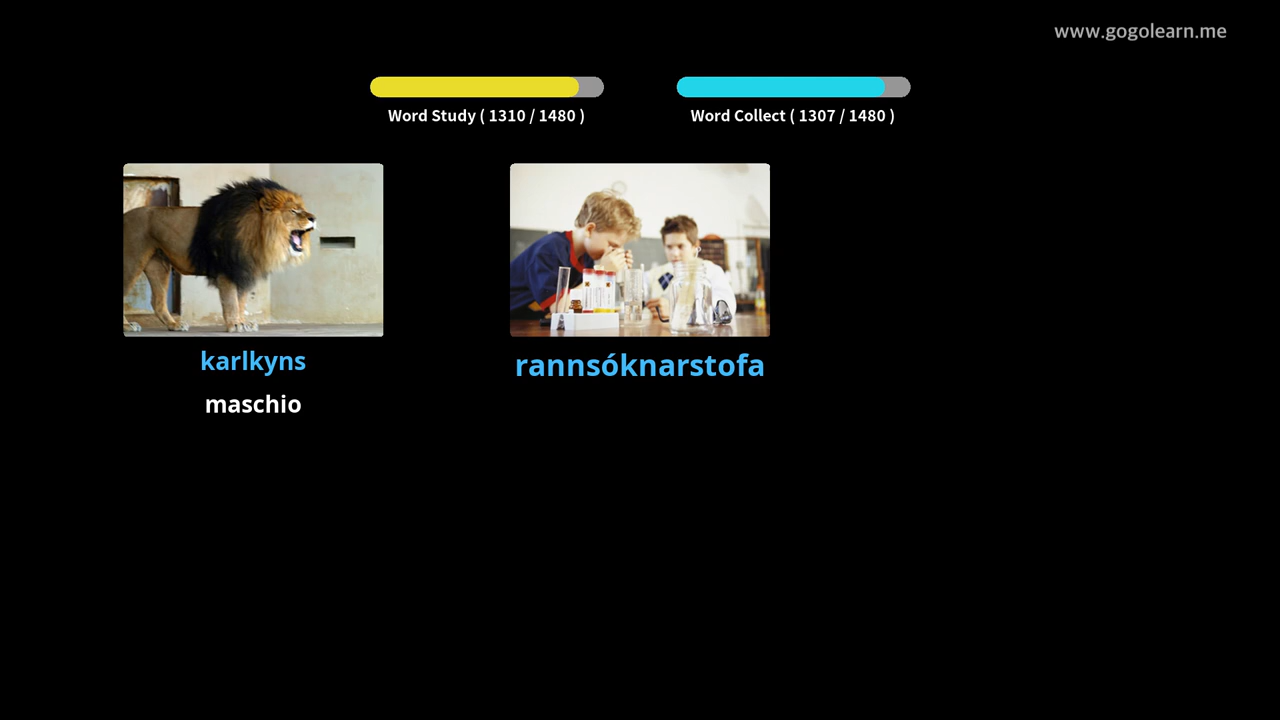 www.gogolearn.me
Word Study ( 1310 / 1480 )
Word Collect ( 1307 / 1480 )
karlkyns
maschio
rannsóknarstofa